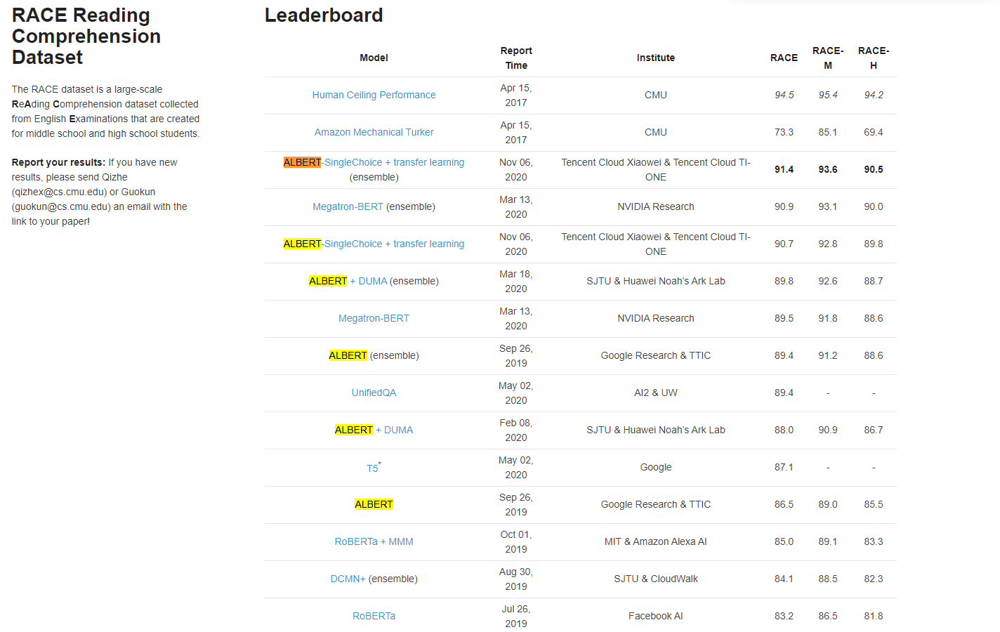 RACE Reading
Comprehension
Dataset
The RACE dataset is a large-scale
ReAding Comprehension dataset collected
from English Examinations that are created
for middle school and high school students.
Report your results: If you have new
results, please send Qizhe
(qizhex@cs.cmu.edu) or Guokun
(guokun@cs.cmu.edu) an email with the
link to your paper!
Leaderboard
Model Report Time Institute RACE RACE-M RACE-H
Human Ceiling Performance Apr 15, 2017 CMU 94.5 95.4 94.2
Amazon Mechanical Turker Apr 15, 2017 CMU 73.3 85.1 69.4
ALBERT-SingleChoice + transfer learning (ensemble) Nov 06, 2020 Tencent Cloud Xiaowei & Tencent Cloud TI-ONE 91.4 93.6 90.5
Megatron-BERT (ensemble) Mar 13, 2020 NVIDIA Research 90.9 93.1 90.0
ALBERT-SingleChoice + transfer learning Nov 06, 2020 Tencent Cloud Xiaowei & Tencent Cloud TI-ONE 90.7 92.8 89.8
ALBERT + DUMA (ensemble) Mar 18, 2020 SJTU & Huawei Noah’s Ark Lab 89.8 92.6 88.7
Megatron-BERT Mar 13, 2020 NVIDIA Research 89.5 91.8 88.6
ALBERT (ensemble) Sep 26, 2019 Google Research & TTIC 89.4 91.2 88.6
UnifiedQA May 02, 2020 AI2 & UW 89.4 - -
ALBERT + DUMA Feb 08, 2020 SJTU & Huawei Noah’s Ark Lab 88.0 90.9 86.7
T5* May 02, 2020 Google 87.1 - -
ALBERT Sep 26, 2019 Google Research & TTIC 86.5 89.0 85.5
RoBERTa + MMM Oct 01, 2019 MIT & Amazon Alexa AI 85.0 89.1 83.3
DCMN+ (ensemble) Aug 30, 2019 SJTU & CloudWalk 84.1 88.5 82.3
RoBERTa Jul 26, 2019 Facebook AI 83.2 86.5 81.8